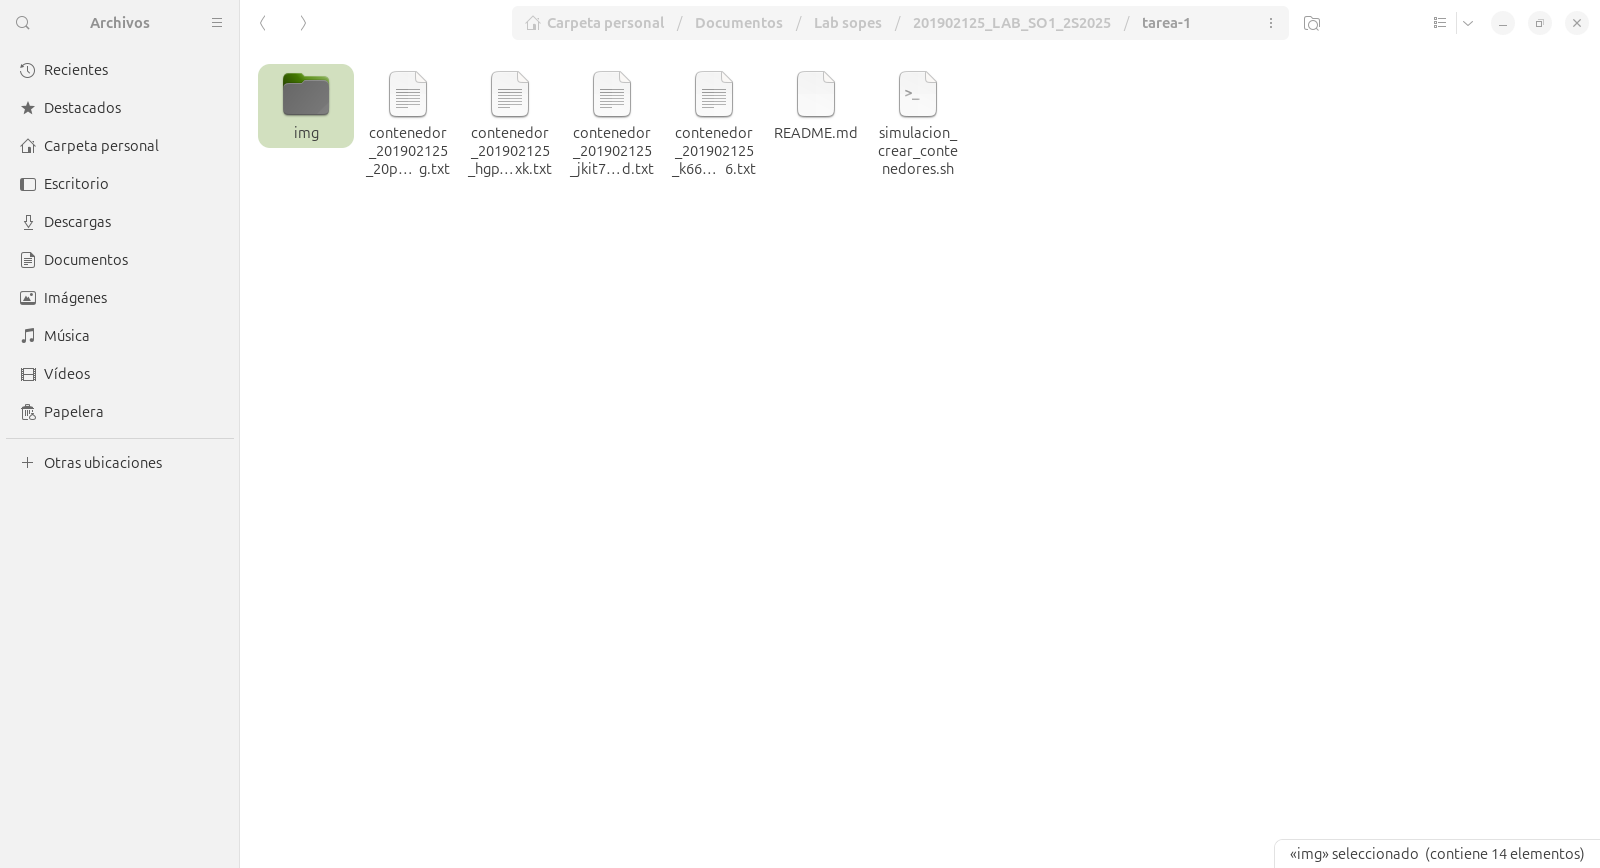 Archivos
Carpeta personal / Documentos / Lab sopes / 201902125_LAB_SO1_2S2025 / tarea-1
Recientes
Destacados
Carpeta personal
Escritorio
Descargas
Documentos
Imágenes
Música
Vídeos
Papelera
Otras ubicaciones
img
contenedor
_201902125
_20p… g.txt
contenedor
_201902125
_hgp…xk.txt
contenedor
_201902125
_jkit7…d.txt
contenedor
_201902125
_k66… 6.txt
README.md
>_
simulacion_
crear_conte
nedores.sh
«img» seleccionado (contiene 14 elementos)